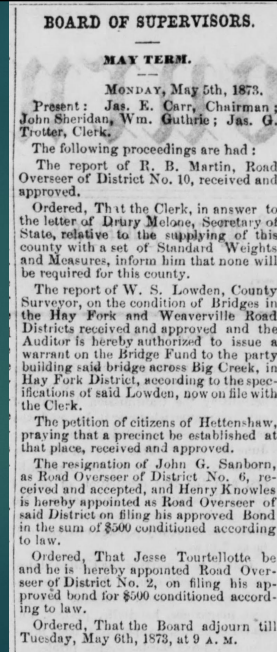 BOARD OF SUPERVISORS.
MAY TERM.
MONDAY, May 5th, 1873.
Present: Jas. E. Carr, Chairman;
John Sheridan, Wm. Guthrie; Jas. G.
Trotter, Clerk.
The following proceedings are had:
The report of R. B. Martin, Road
Overseer of District No. 10, received and
approved.
Ordered, That the Clerk, in answer to
the letter of Drury Melone, Secretary of
State, relative to the supplying of this
county with a set of Standard Weights
and Measures, inform him that none will
be required for this county.
The report of W. S. Lowden, County
Surveyor, on the condition of Bridges in
the Hay Fork and Weaverville Road
Districts received and approved and the
Auditor is hereby authorized to issue a
warrant on the Bridge Fund to the party
building said bridge across Big Creek, in
Hay Fork District, according to the spec-
ifications of said Lowden, now on file with
the Clerk.
The petition of citizens of Hettenshaw,
praying that a precinct be established at
that place, received and approved.
The resignation of John G. Sanborn,
as Road Overseer of District No. 6, re-
ceived and accepted, and Henry Knowles
is hereby appointed as Road Overseer of
said District on filing his approved Bond
in the sum of $500 conditioned according
to law.
Ordered, That Jesse Tourtellotte be
and he is hereby appointed Road Over-
seer of District No. 2, on filing his ap-
proved bond for $500 conditioned accord-
ing to law.
Ordered, That the Board adjourn 'till
Tuesday, May 6th, 1873, at 9 A. M.